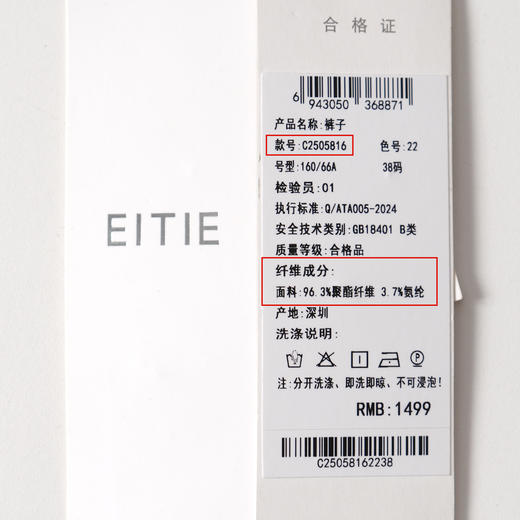 合格证
EITIE
6 943050 368871
产品名称:裤子
款号:C2505816 色号:22
号型:160/66A 38码
检验员:01
执行标准:Q/ATA005-2024
安全技术类别:GB18401 B类
质量等级:合格品
纤维成分:
面料:96.3%聚酯纤维 3.7%氨纶
产地:深圳
洗涤说明:
P
注:分开洗涤、即洗即晾、不可浸泡!
RMB:1499
C25058162238